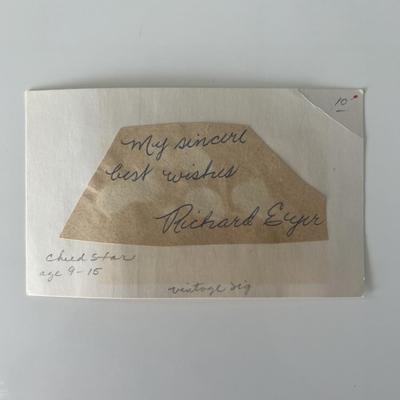 10
My sincere
best wishes
Richard Eyer
Child Star
age 9-15
vintage sig